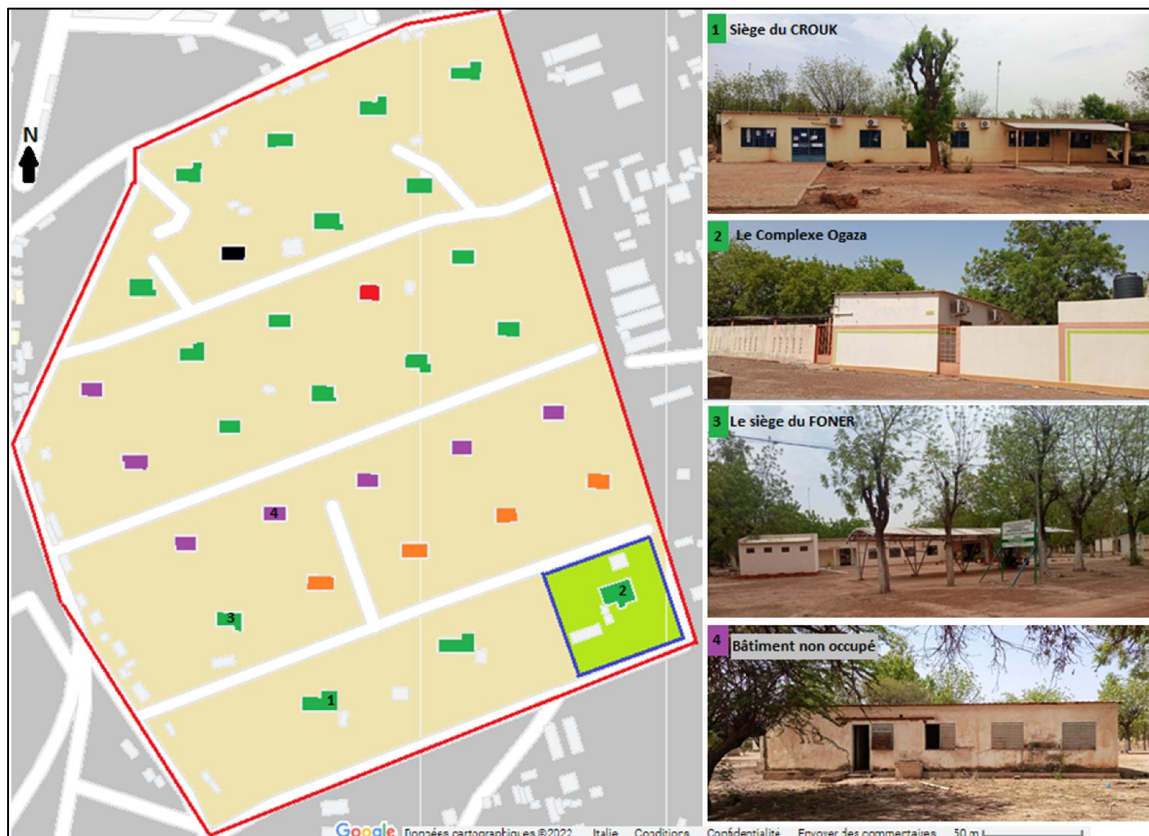 N
4
3
2
1
1 Siège du CROUK
2 Le Complexe Ogaza
3 Le siège du FONER
4 Bâtiment non occupé
Google Données cartographiques ©2022 Italie Conditions Confidentialité Envoyer des commentaires 50 m